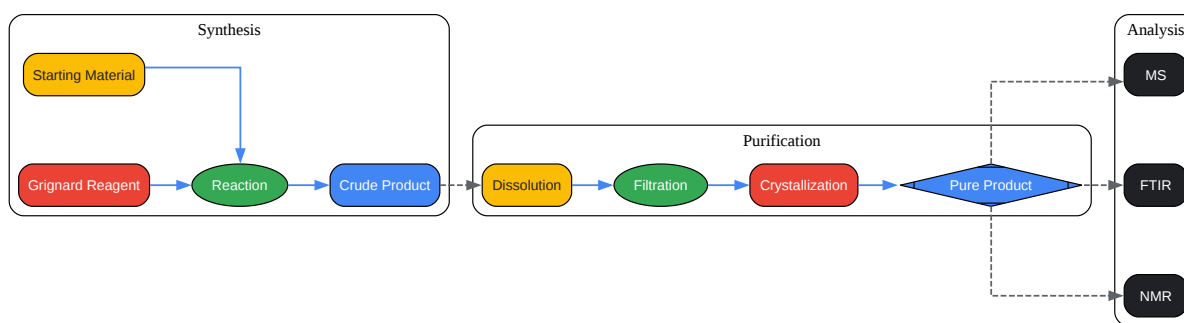 Synthesis
Starting Material
Grignard Reagent
Reaction
Crude Product
Purification
Dissolution
Filtration
Crystallization
Pure Product
Analysis
MS
FTIR
NMR